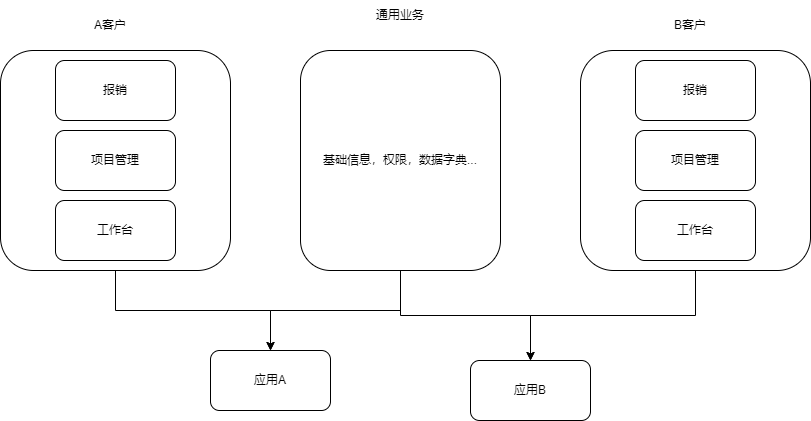 A客户
通用业务
B客户
报销
项目管理
工作台
基础信息，权限，数据字典...
报销
项目管理
工作台
应用A
应用B